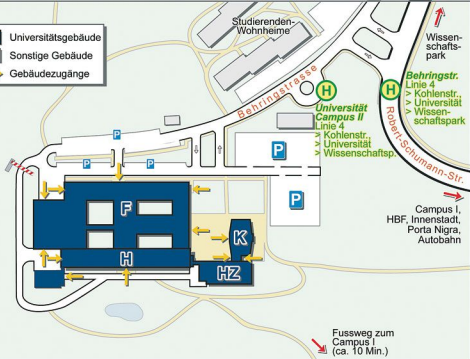 Universitätsgebäude
Sonstige Gebäude
Gebäudezugänge
Studierenden-
Wohnheime
Wissen-
schafts-
park
Behringstrasse
H
Universität
Campus II
Linie 4
> Kohlenstr.,
> Universität
> Wissenschaftsp.
H
Behringstr.
Linie 4
> Kohlenstr.,
> Universität
> Wissen-
schaftspark
Robert-Schumann-Str.
P
P
P
P
P
P
F
K
H
HZ
Campus I,
HBF, Innenstadt,
Porta Nigra,
Autobahn
Fussweg zum
Campus I
(ca. 10 Min.)